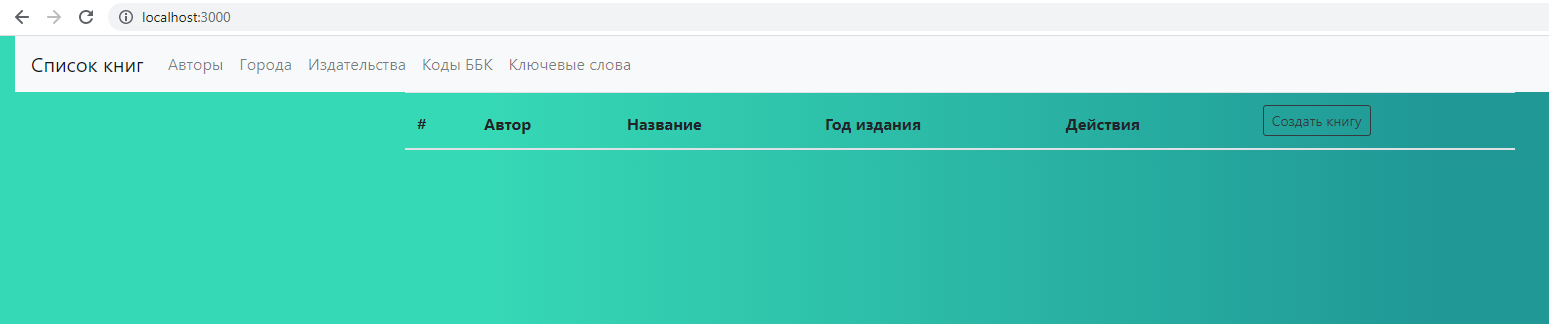 localhost:3000
Список книг Авторы Города Издательства Коды ББК Ключевые слова
# Автор Название Год издания Действия Создать книгу